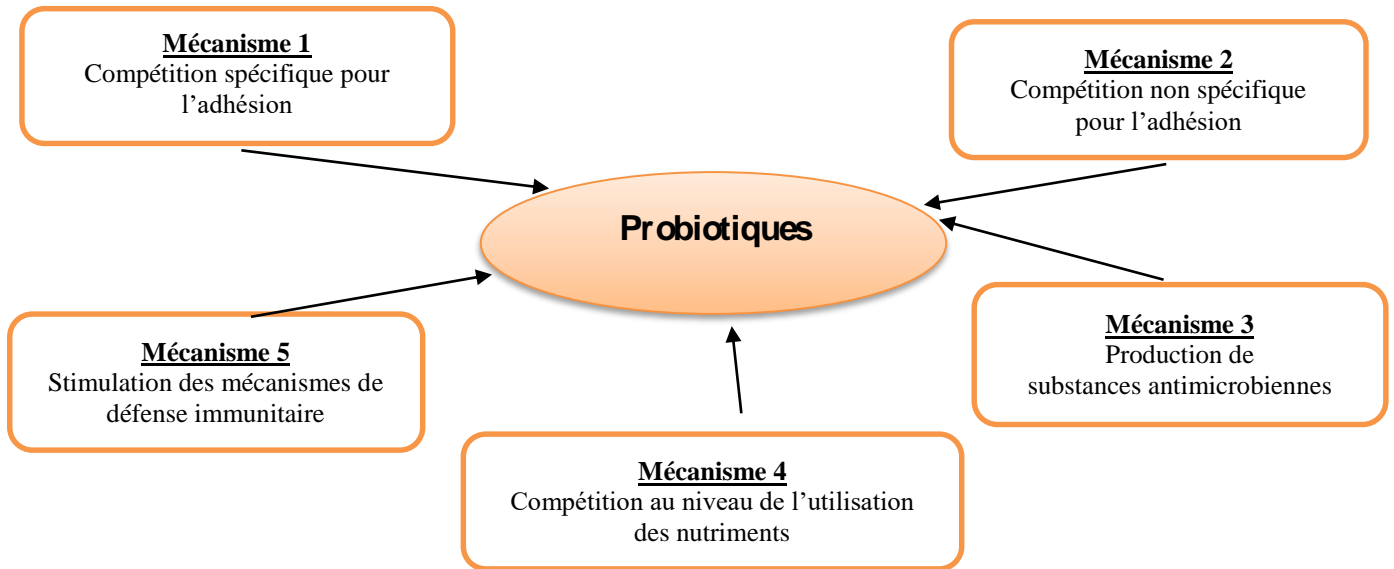 Mécanisme 1
Compétition spécifique pour
l'adhésion
Mécanisme 2
Compétition non spécifique
pour l'adhésion
Probiotiques
Mécanisme 5
Stimulation des mécanismes de
défense immunitaire
Mécanisme 3
Production de
substances antimicrobiennes
Mécanisme 4
Compétition au niveau de l'utilisation
des nutriments